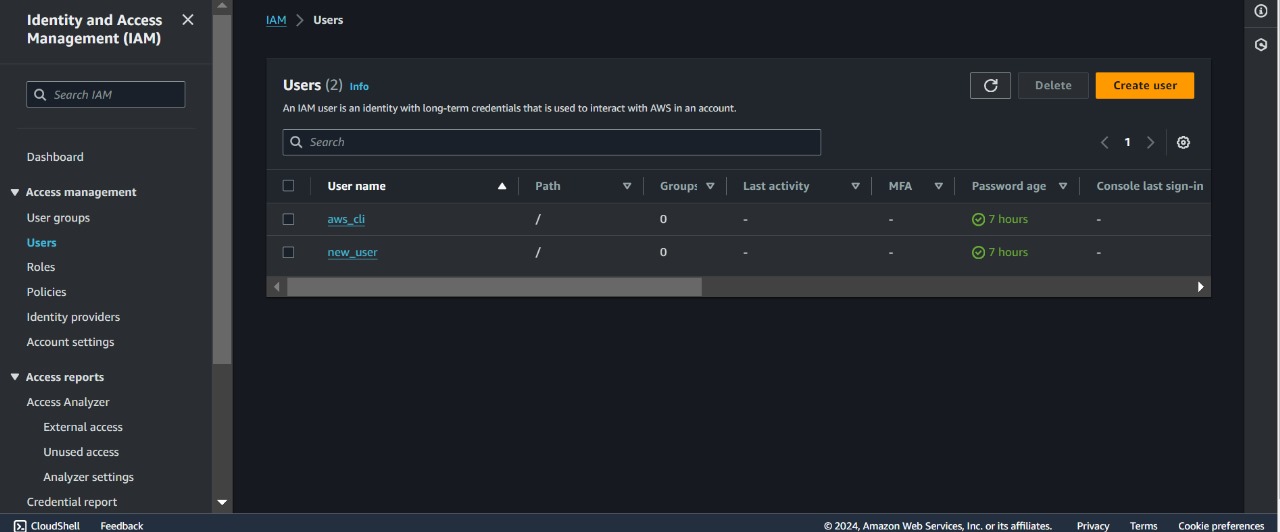 Identity and Access
Management (IAM)
Search IAM
Dashboard
Access management
User groups
Users
Roles
Policies
Identity providers
Account settings
Access reports
Access Analyzer
External access
Unused access
Analyzer settings
Credential report
IAM > Users
Users (2) Info
Delete
Create user
An IAM user is an identity with long-term credentials that is used to interact with AWS in an account.
Search
1
User name Path Groups Last activity MFA Password age Console last sign-in
aws_cli / 0 - - 7 hours -
new_user / 0 - - 7 hours -
CloudShell Feedback © 2024, Amazon Web Services, Inc. or its affiliates. Privacy Terms Cookie preferences